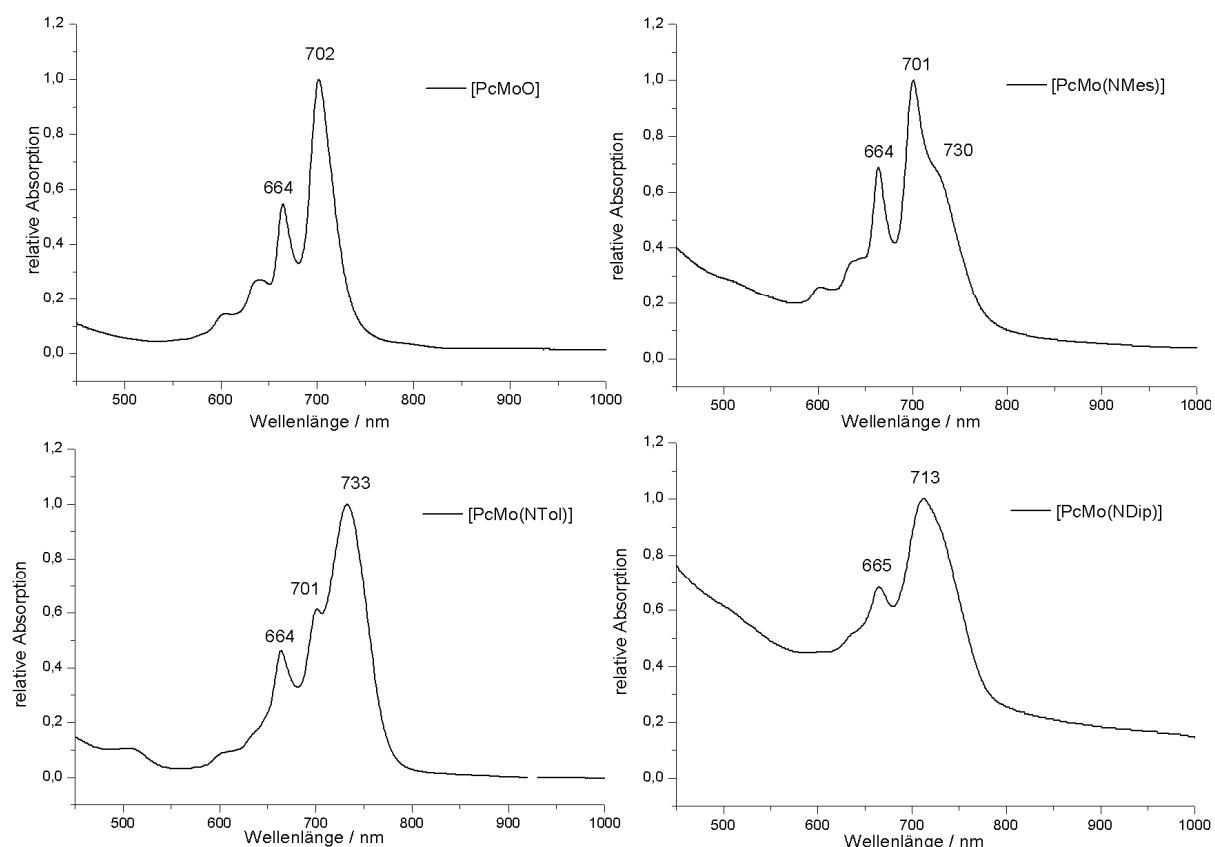 1,2
702
701
1,0
[PcMoO]
1,0
[PcMo(NMes)]
0,8
0,8
664
730
664
0,6
0,6
0,4
0,4
0,2
0,2
0,0
0,0
relative Absorption
relative Absorption
500 600 700 800 900 1000
500 600 700 800 900 1000
Wellenlänge / nm
Wellenlänge / nm
1,2
1,2
733
713
1,0
[PcMo(NTol)]
1,0
[PcMo(NDip)]
0,8
0,8
701
665
0,6
0,6
664
0,4
0,4
0,2
0,2
0,0
0,0
relative Absorption
relative Absorption
500 600 700 800 900 1000
500 600 700 800 900 1000
Wellenlänge / nm
Wellenlänge / nm
1,2